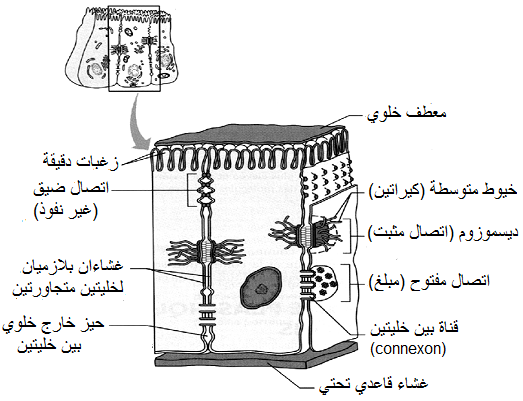 معطف خلوي
زغبات دقيقة
اتصال ضيق
(غير نفوذ)
خيوط متوسطة (كيراتين)
ديسموزوم (اتصال مثبت)
غشاءان بلازميان
لخليتين متجاورتين
اتصال مفتوح (مبلغ)
حيز خارج خلوي
بين خليتين
قناة بين خليتين
(connexon)
غشاء قاعدي تحتي